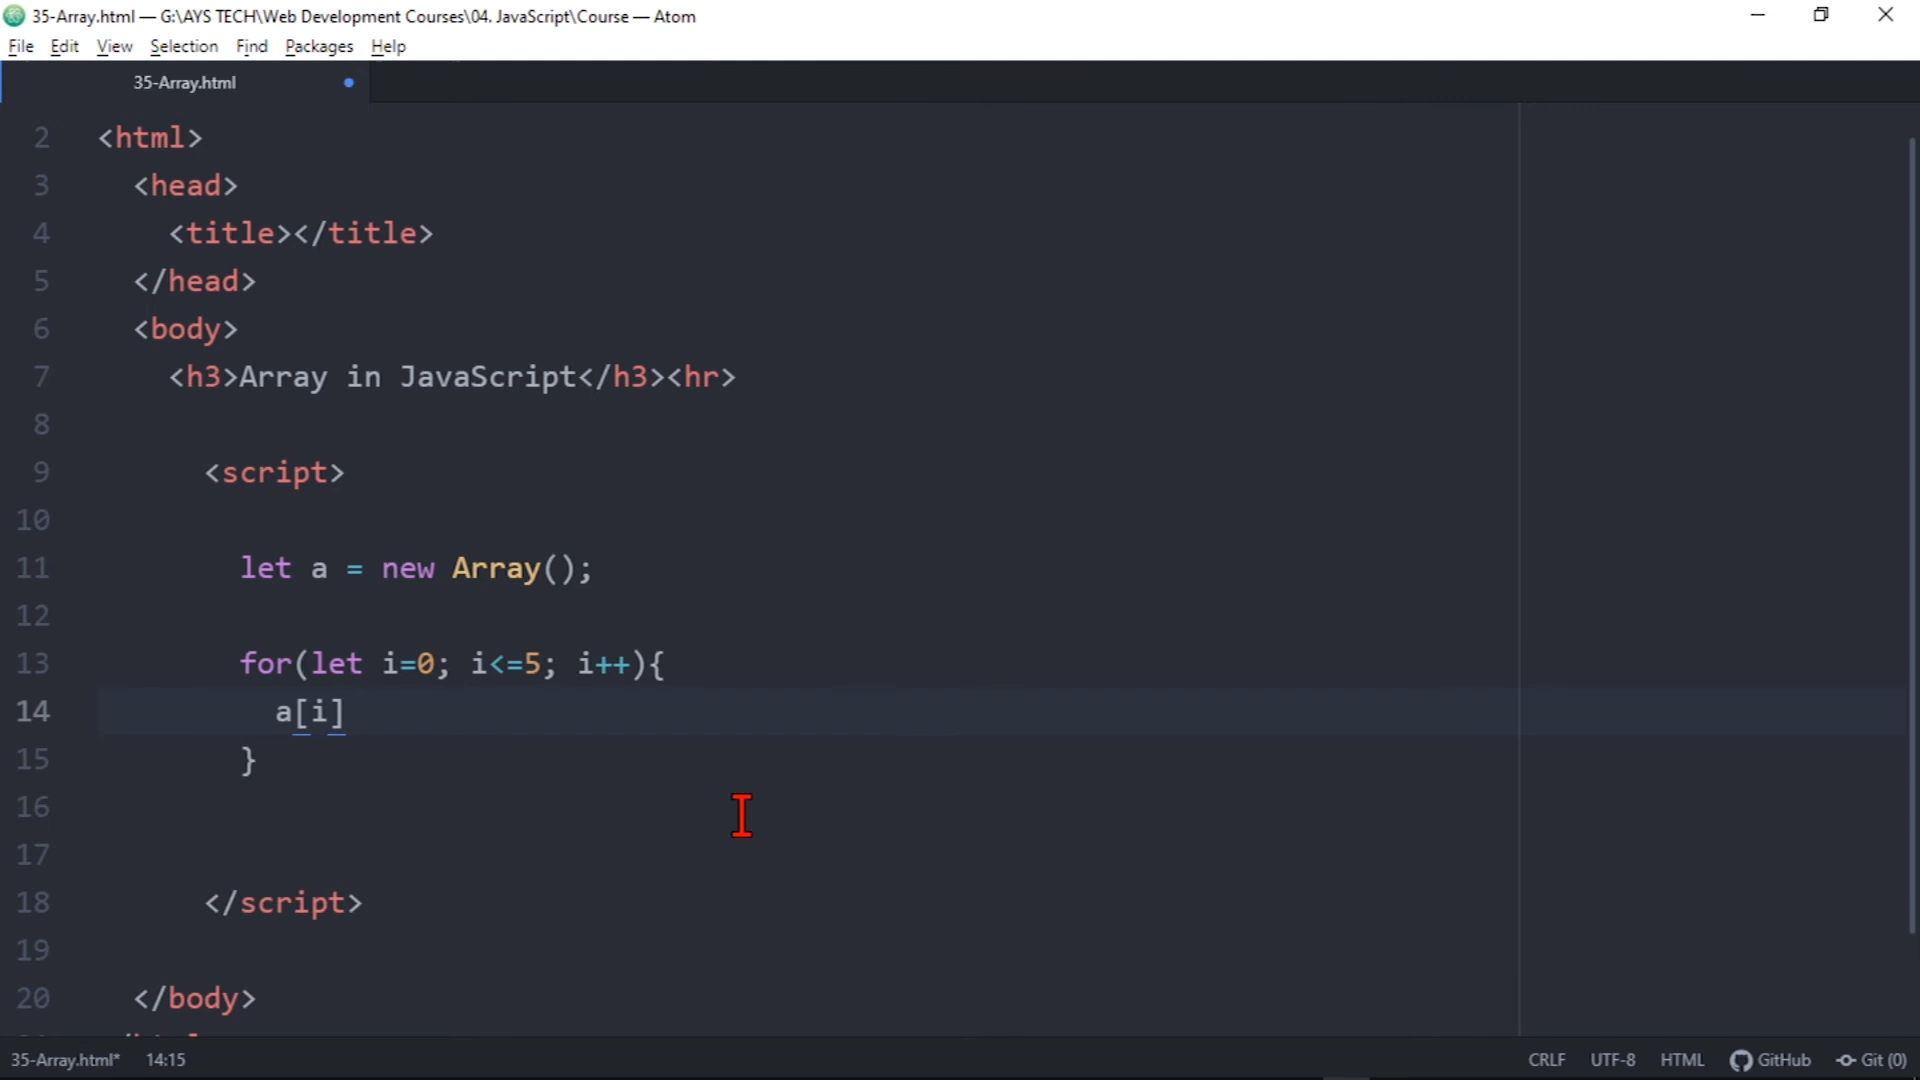 35-Array.html — G:\AYS TECH\Web Development Courses\04. JavaScript\Course — Atom
File Edit View Selection Find Packages Help
35-Array.html
2 <html>
3 <head>
4 <title></title>
5 </head>
6 <body>
7 <h3>Array in JavaScript</h3><hr>
8
9 <script>
10
11 let a = new Array();
12
13 for(let i=0; i<=5; i++){
14 a[i]
15 }
16
17
18 </script>
19
20 </body>
35-Array.html* 14:15 CRLF UTF-8 HTML GitHub Git (0)